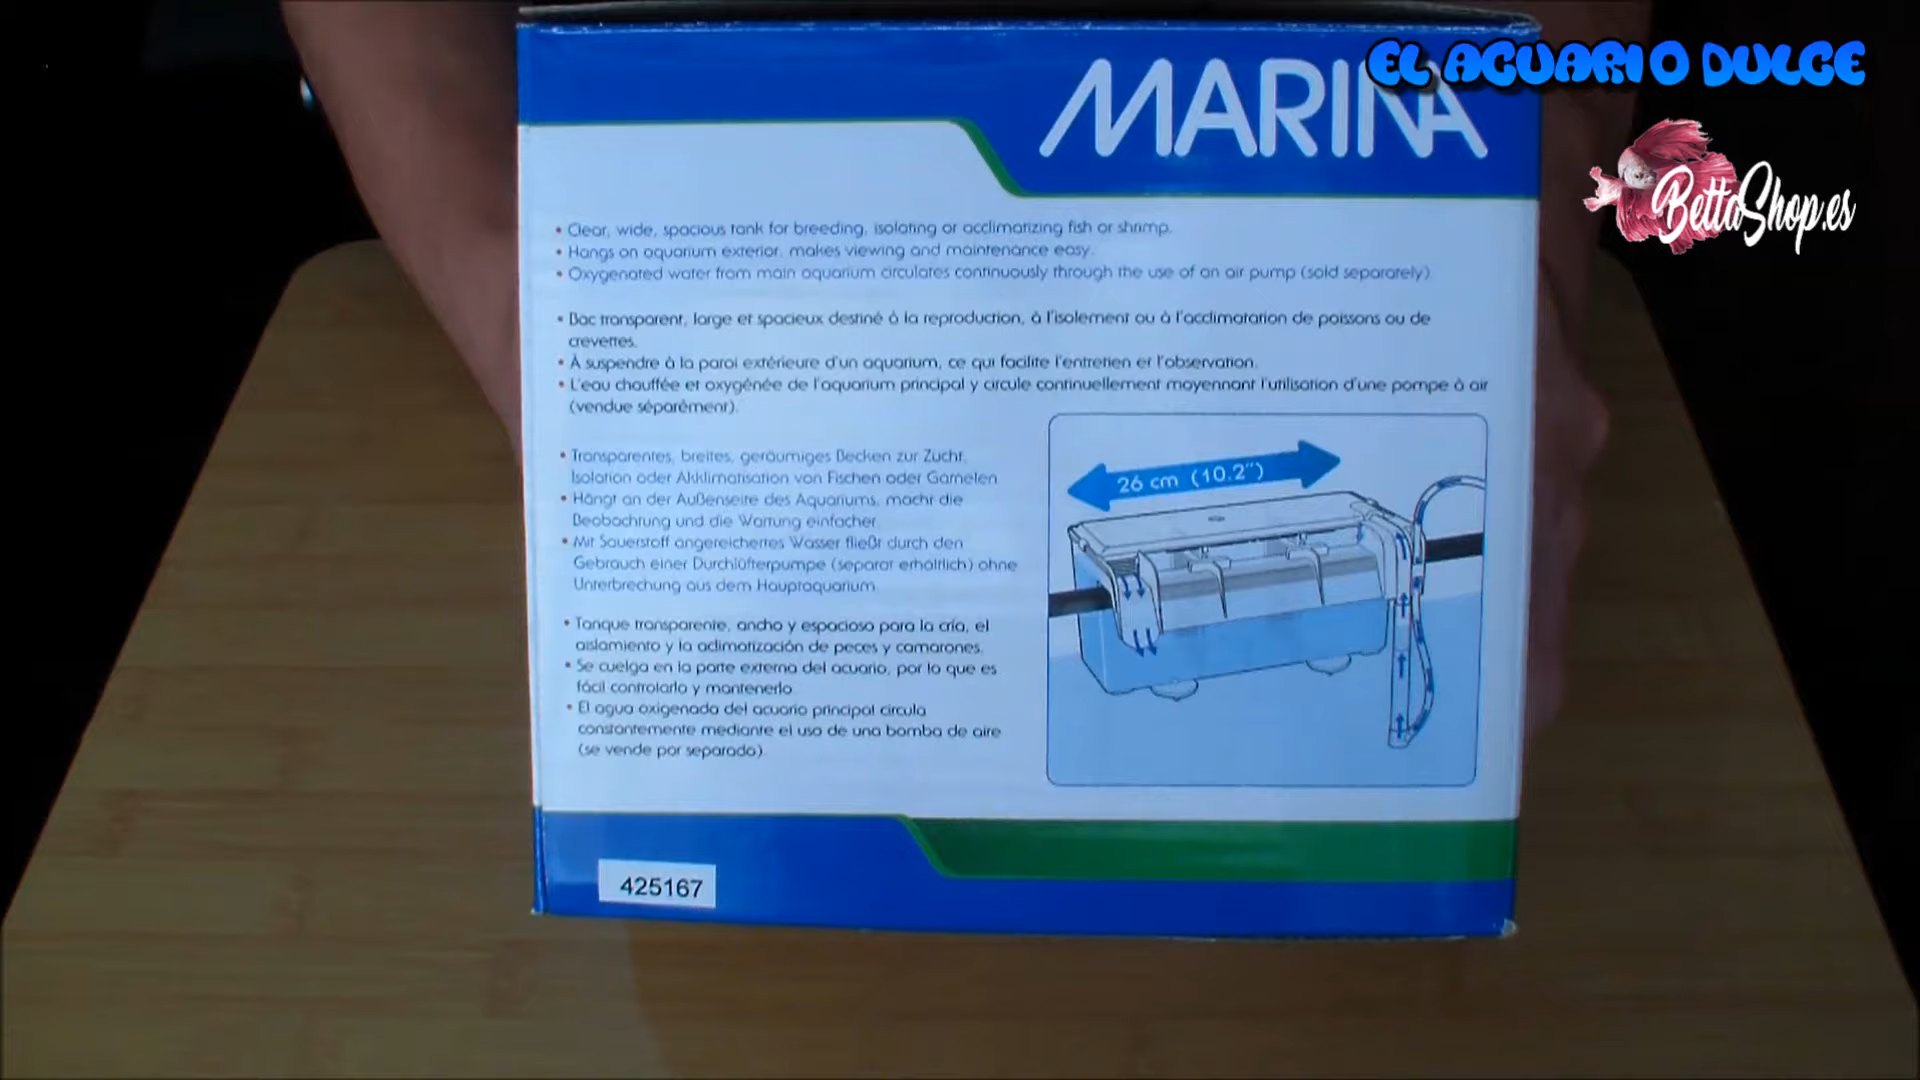 EL ACUARIO DULCE
MARINA
BettaShop.es
• Clear, wide, spacious tank for breeding, isolating or acclimatizing fish or shrimp.
• Hangs on aquarium exterior, makes viewing and maintenance easy.
• Oxygenated water from main aquarium circulates continuously through the use of an air pump (sold separately)
• Bac transparent, large et spacieux destiné à la reproduction, à l'isolement ou à l'acclimatation de poissons ou de
crevettes.
• À suspendre à la paroi extérieure d'un aquarium, ce qui facilite l'entretien et l'observation.
• L'eau chauffée et oxygénée de l'aquarium principal y circule continuellement moyennant l'utilisation d'une pompe à air
(vendue séparément).
• Transparentes, breites, geräumiges Becken zur Zucht,
Isolation oder Akklimatisation von Fischen oder Garnelen
• Hängt an der Außenseite des Aquariums, macht die
Beobachtung und die Wartung einfacher.
• Mit Sauerstoff angereichertes Wasser fließt durch den
Gebrauch einer Durchlüfterpumpe (separat erhältlich) ohne
Unterbrechung aus dem Hauptaquarium
• Tanque transparente, ancho y espacioso para la cría, el
aislamiento y la aclimatización de peces y camarones.
• Se cuelga en la parte externa del acuario, por lo que es
fácil controlarlo y mantenerlo.
• El agua oxigenada del acuario principal circula
constantemente mediante el uso de una bomba de aire
(se vende por separado).
26 cm (10.2")
425167